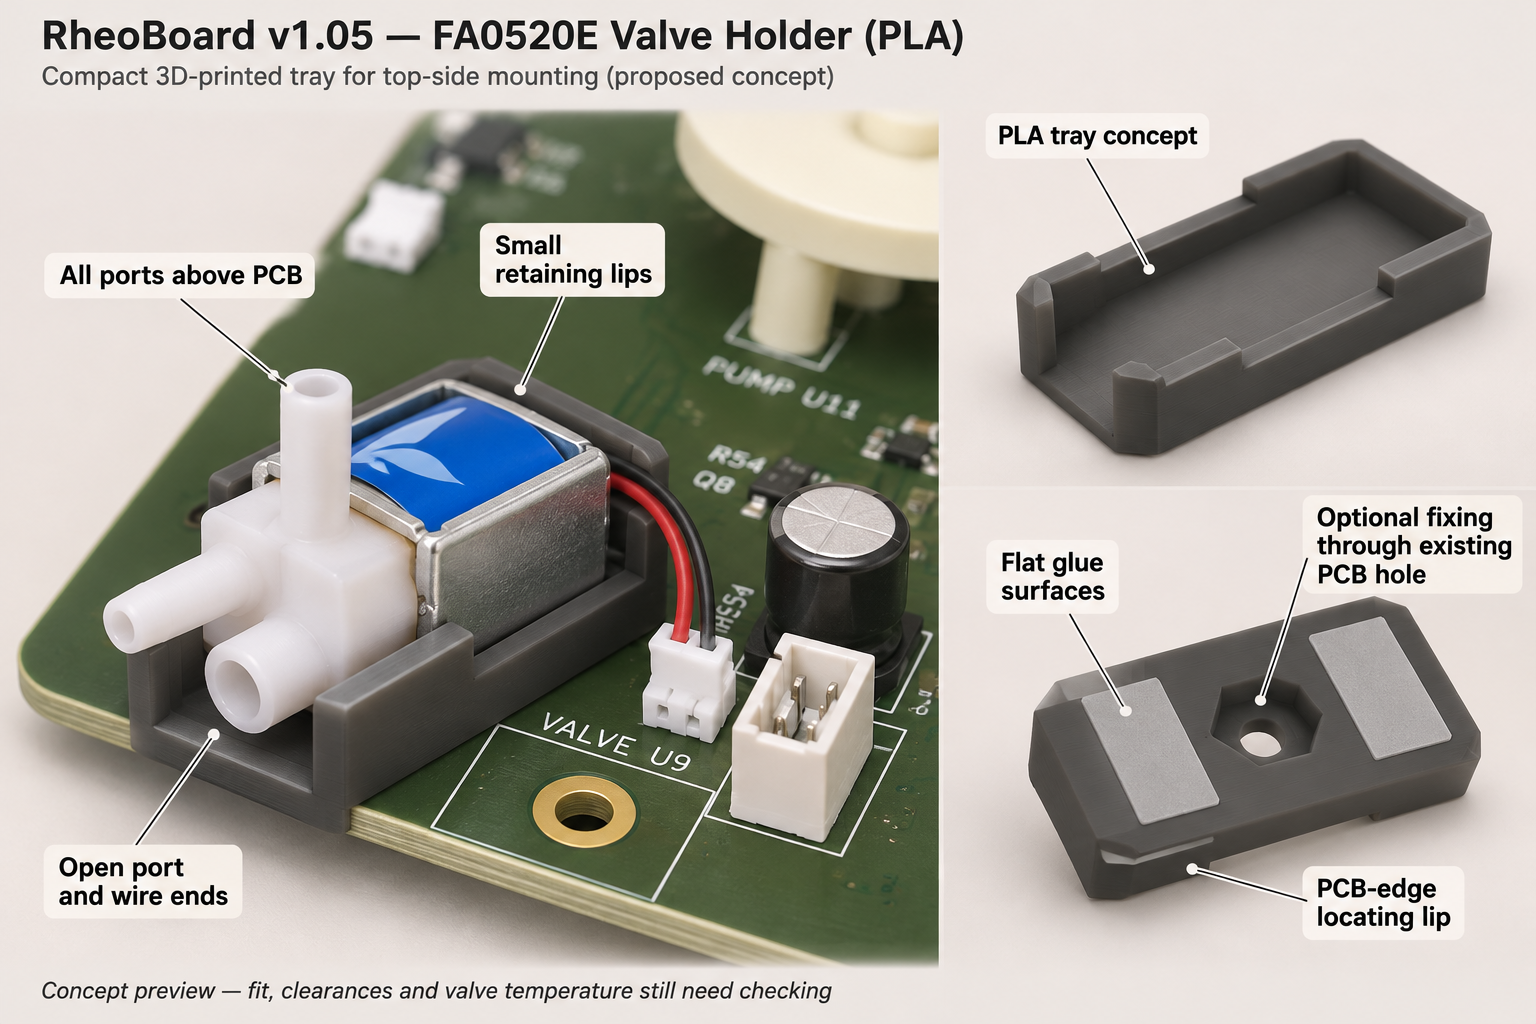 RheoBoard v1.05 — FA0520E Valve Holder (PLA)
Compact 3D-printed tray for top-side mounting (proposed concept)
All ports above PCB
Small
retaining lips
PUMP U11
R54
Q8
VALVE U9
Open port
and wire ends
PLA tray concept
Flat glue
surfaces
Optional fixing
through existing
PCB hole
PCB-edge
locating lip
Concept preview — fit, clearances and valve temperature still need checking